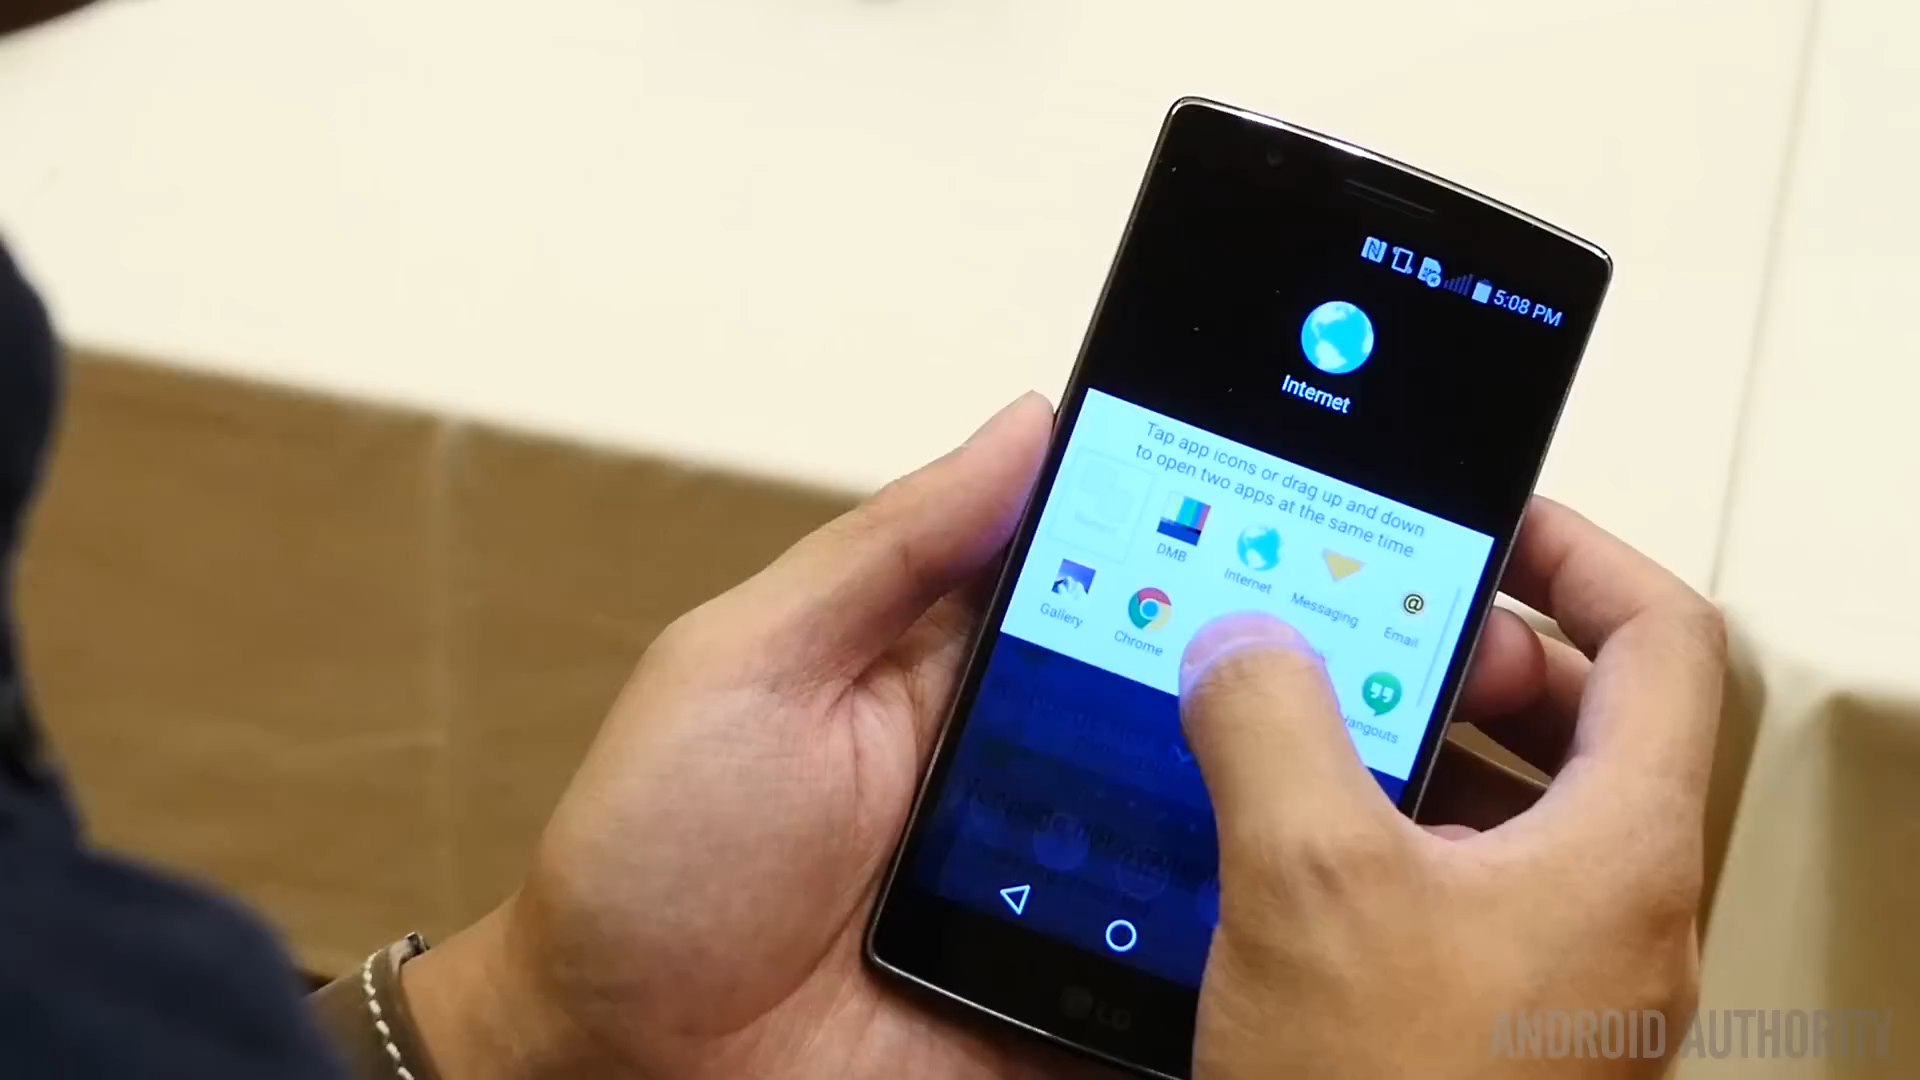 5:08 PM
Internet
Tap app icons or drag up and down
to open two apps at the same time
DMB
Internet
Messaging
Email
Gallery
Chrome
Hangouts
LG
ANDROID AUTHORITY